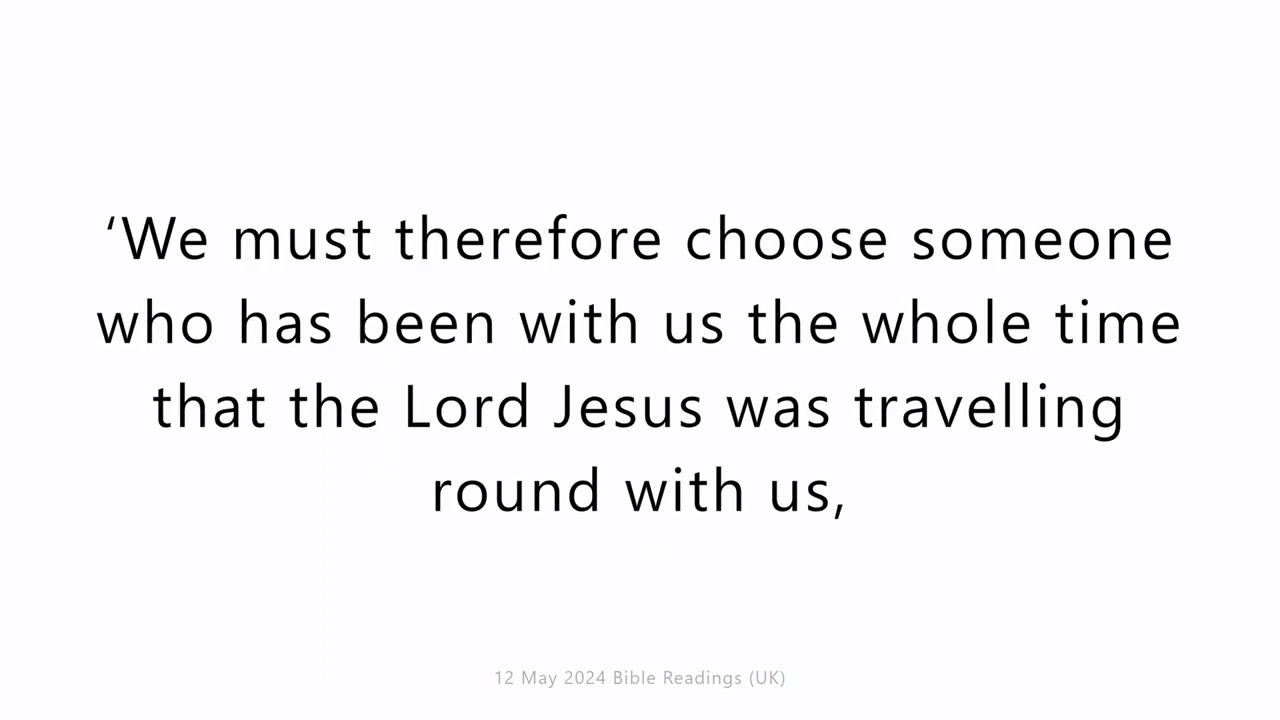 ‘We must therefore choose someone
who has been with us the whole time
that the Lord Jesus was travelling
round with us,
12 May 2024 Bible Readings (UK)